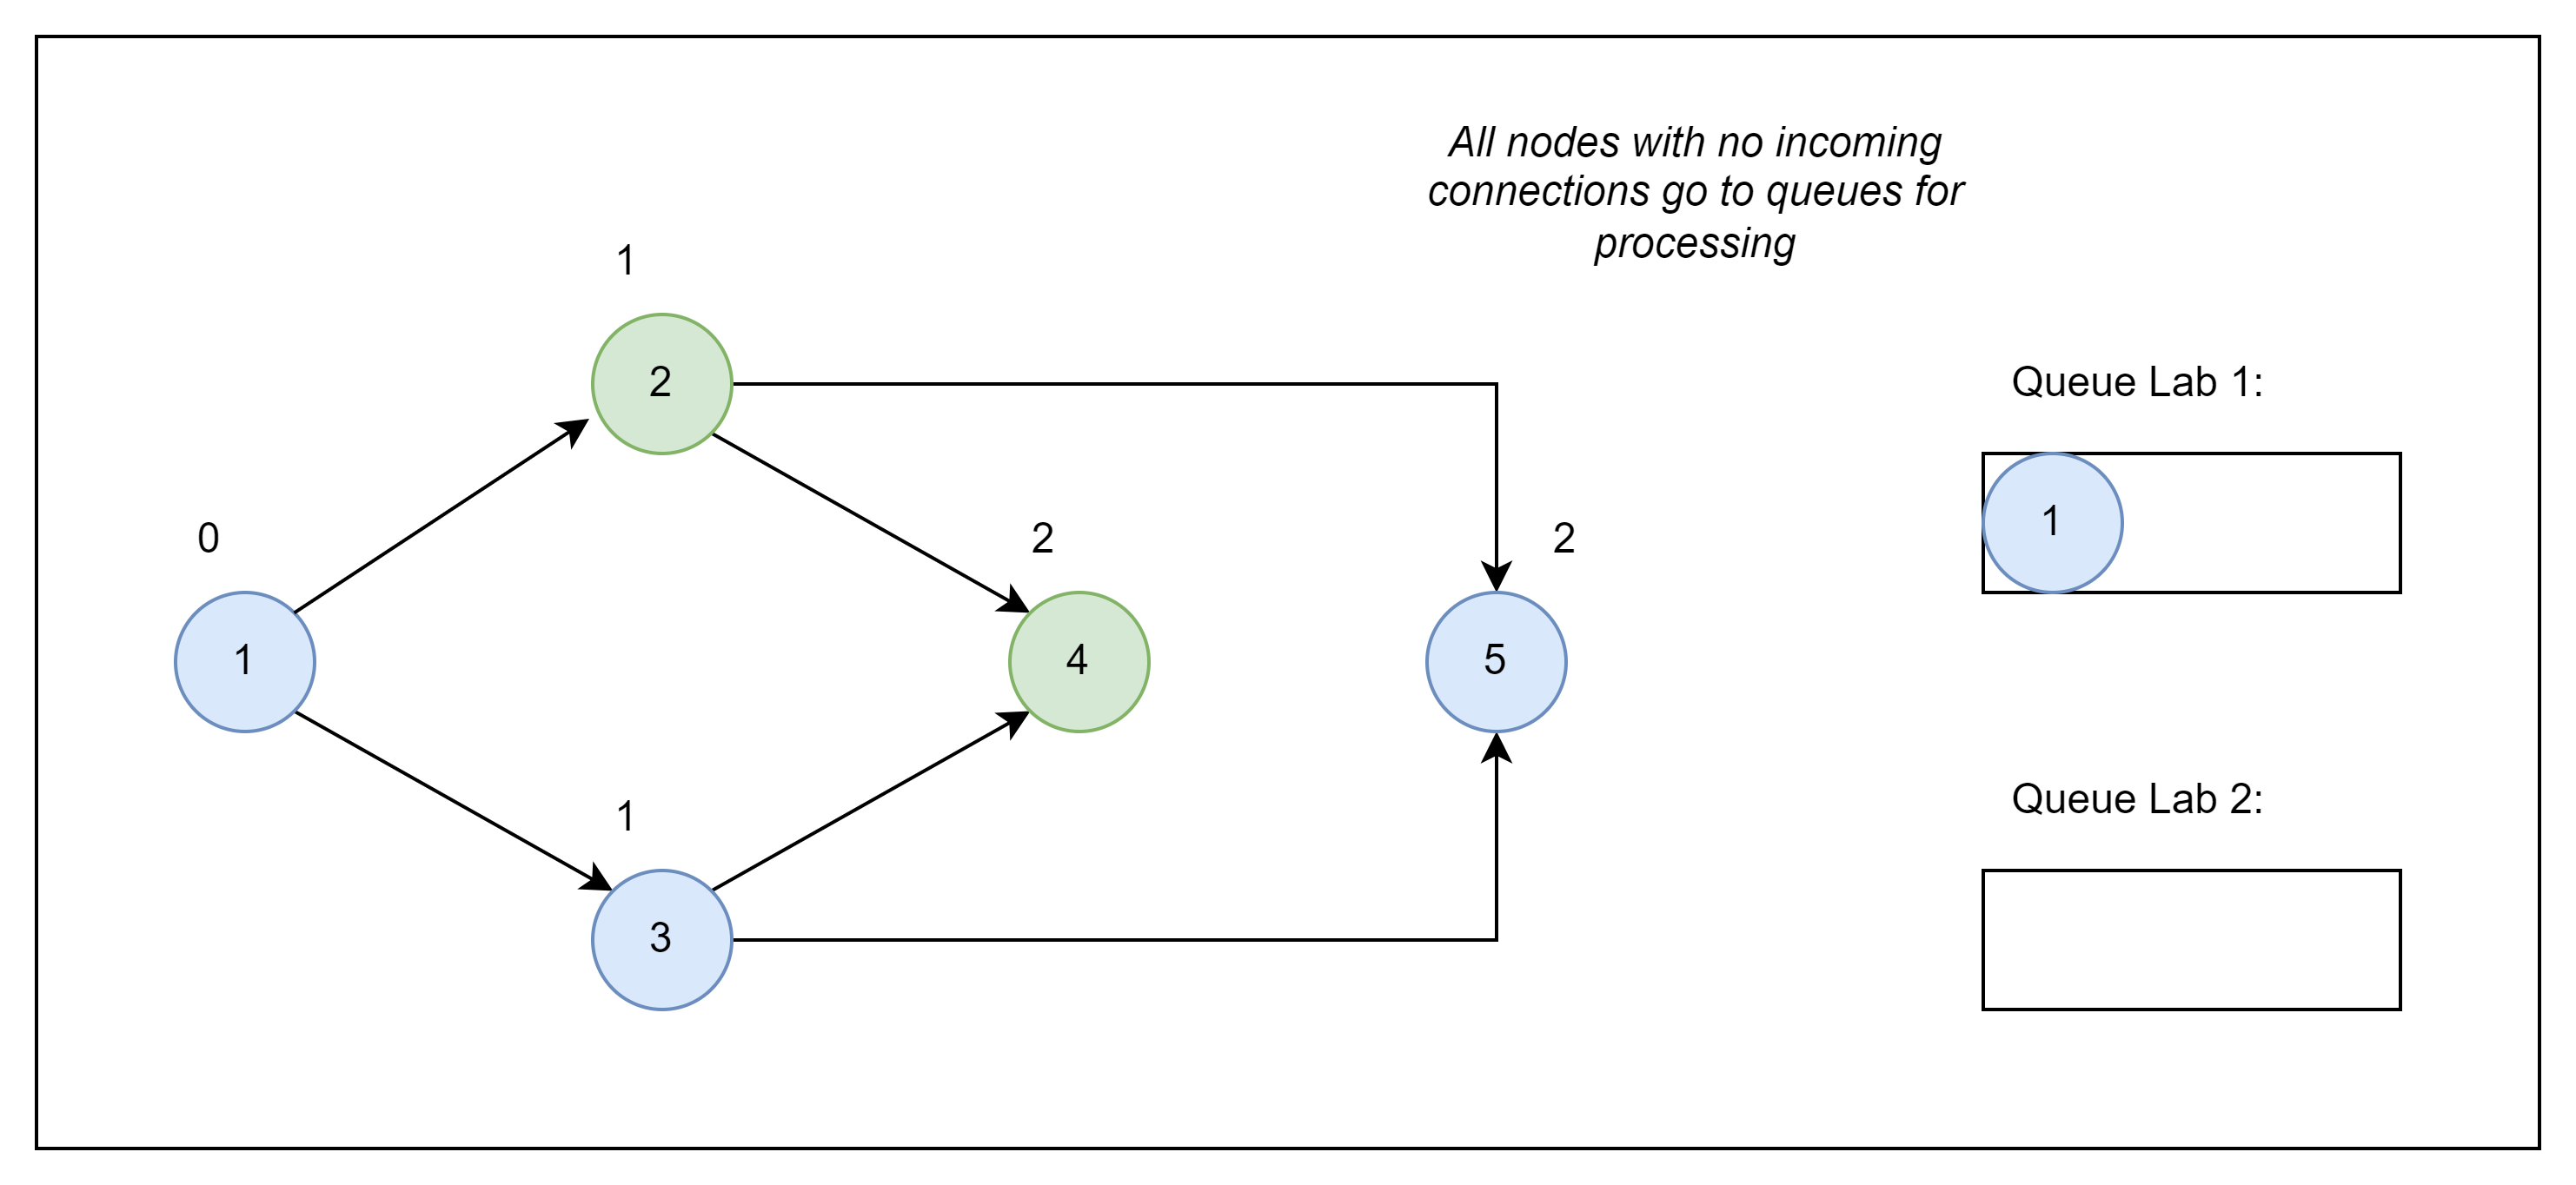 All nodes with no incoming
connections go to queues for
processing
1
2
Queue Lab 1:
1
0
2
2
1
4
5
1
Queue Lab 2:
3